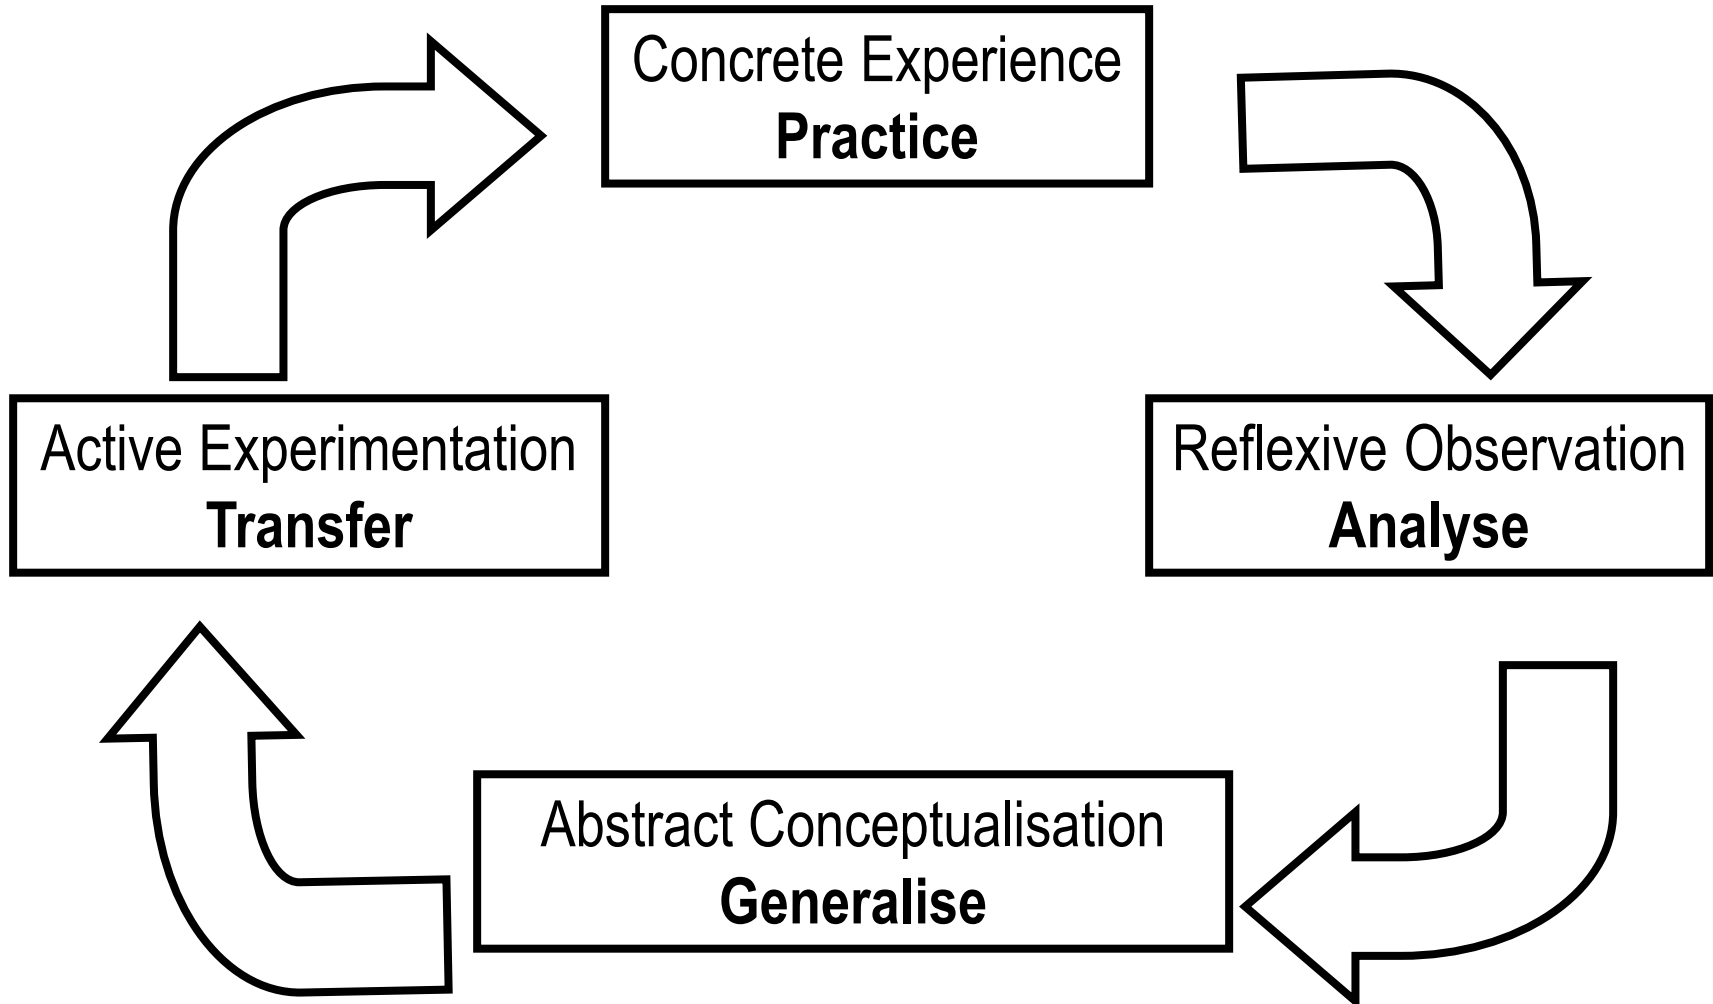 Concrete Experience
Practice
Active Experimentation
Transfer
Reflexive Observation
Analyse
Abstract Conceptualisation
Generalise